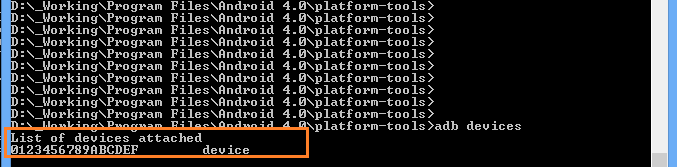 D:\_Working\Program Files\Android 4.0\platform-tools>
D:\_Working\Program Files\Android 4.0\platform-tools>
D:\_Working\Program Files\Android 4.0\platform-tools>
D:\_Working\Program Files\Android 4.0\platform-tools>
D:\_Working\Program Files\Android 4.0\platform-tools>
D:\_Working\Program Files\Android 4.0\platform-tools>
D:\_Working\Program Files\Android 4.0\platform-tools>
D:\_Working\Program Files\Android 4.0\platform-tools>
D:\_Working\Program Files\Android 4.0\platform-tools>adb devices
List of devices attached
0123456789ABCDEF device